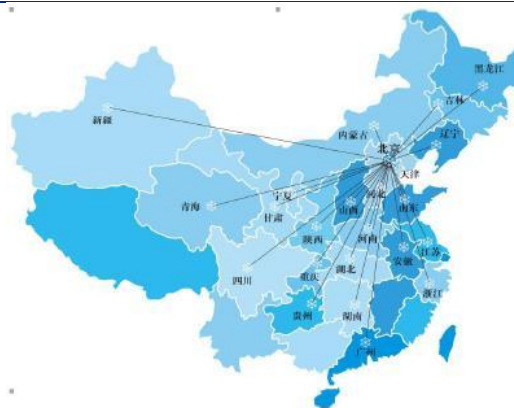 黑龙江
吉林
新疆
内蒙古
辽宁
北京
天津
宁夏
河北
青海
山西
山东
甘肃
陕西
河南
江苏
安徽
四川
重庆
湖北
浙江
贵州
湖南
广州